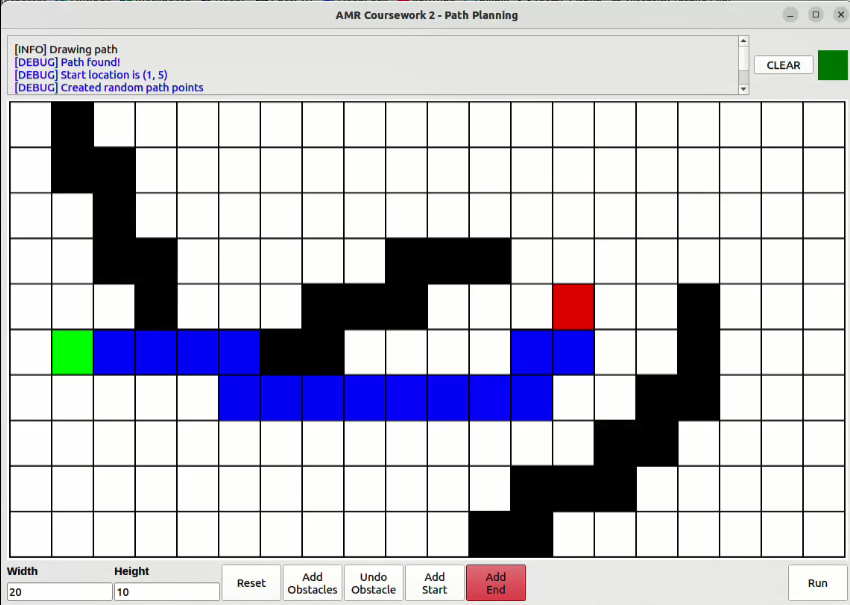 AMR Coursework 2 - Path Planning
[INFO] Drawing path
[DEBUG] Path found!
[DEBUG] Start location is (1, 5)
[DEBUG] Created random path points
CLEAR
Width
Height
20
10
Reset
Add
Obstacles
Undo
Obstacle
Add
Start
Add
End
Run